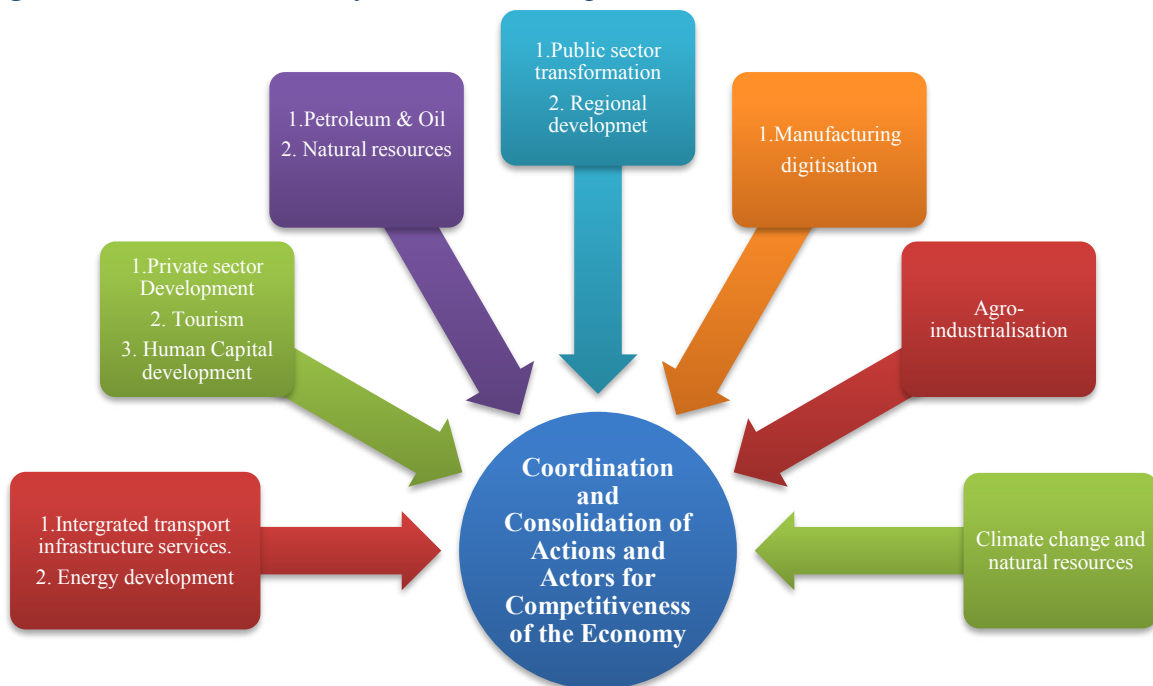 1.Public sector
transformation
2. Regional
developmet
1.Petroleum & Oil
2. Natural resources
1.Manufacturing
digitisation
1.Private sector
Development
2. Tourism
3. Human Capital
development
Agro-
industrialisation
1.Intergrated transport
infrastructure services.
2. Energy development
Coordination
and
Consolidation of
Actions and
Actors for
Competitiveness
of the Economy
Climate change and
natural resources